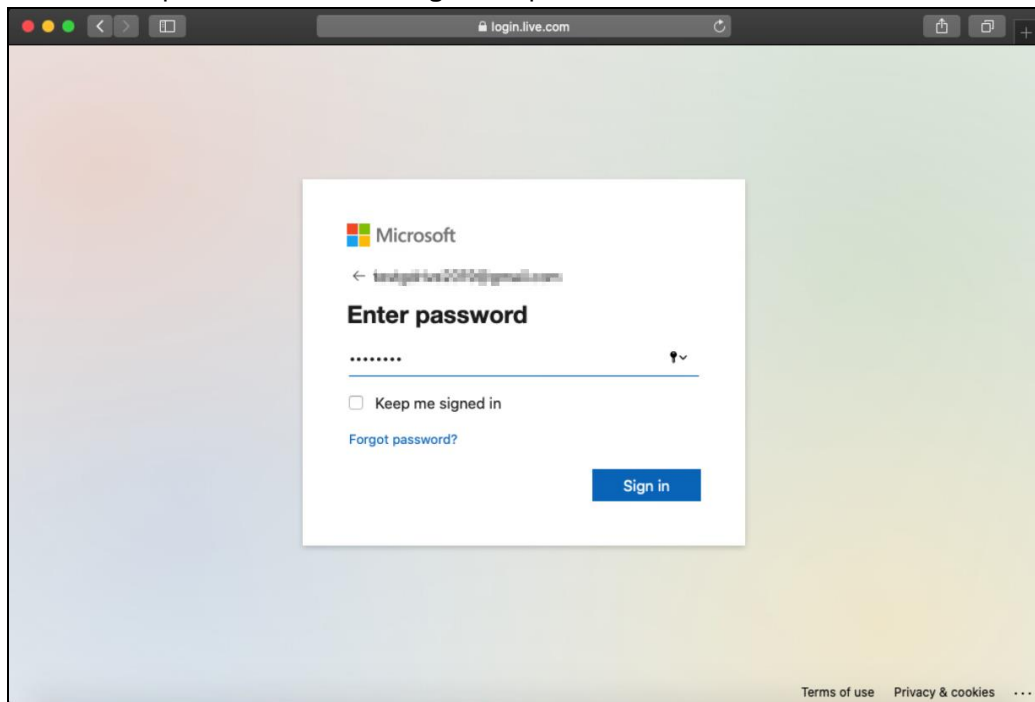 login.live.com
Microsoft
Enter password
Keep me signed in
Forgot password?
Sign in
Terms of use Privacy & cookies ...